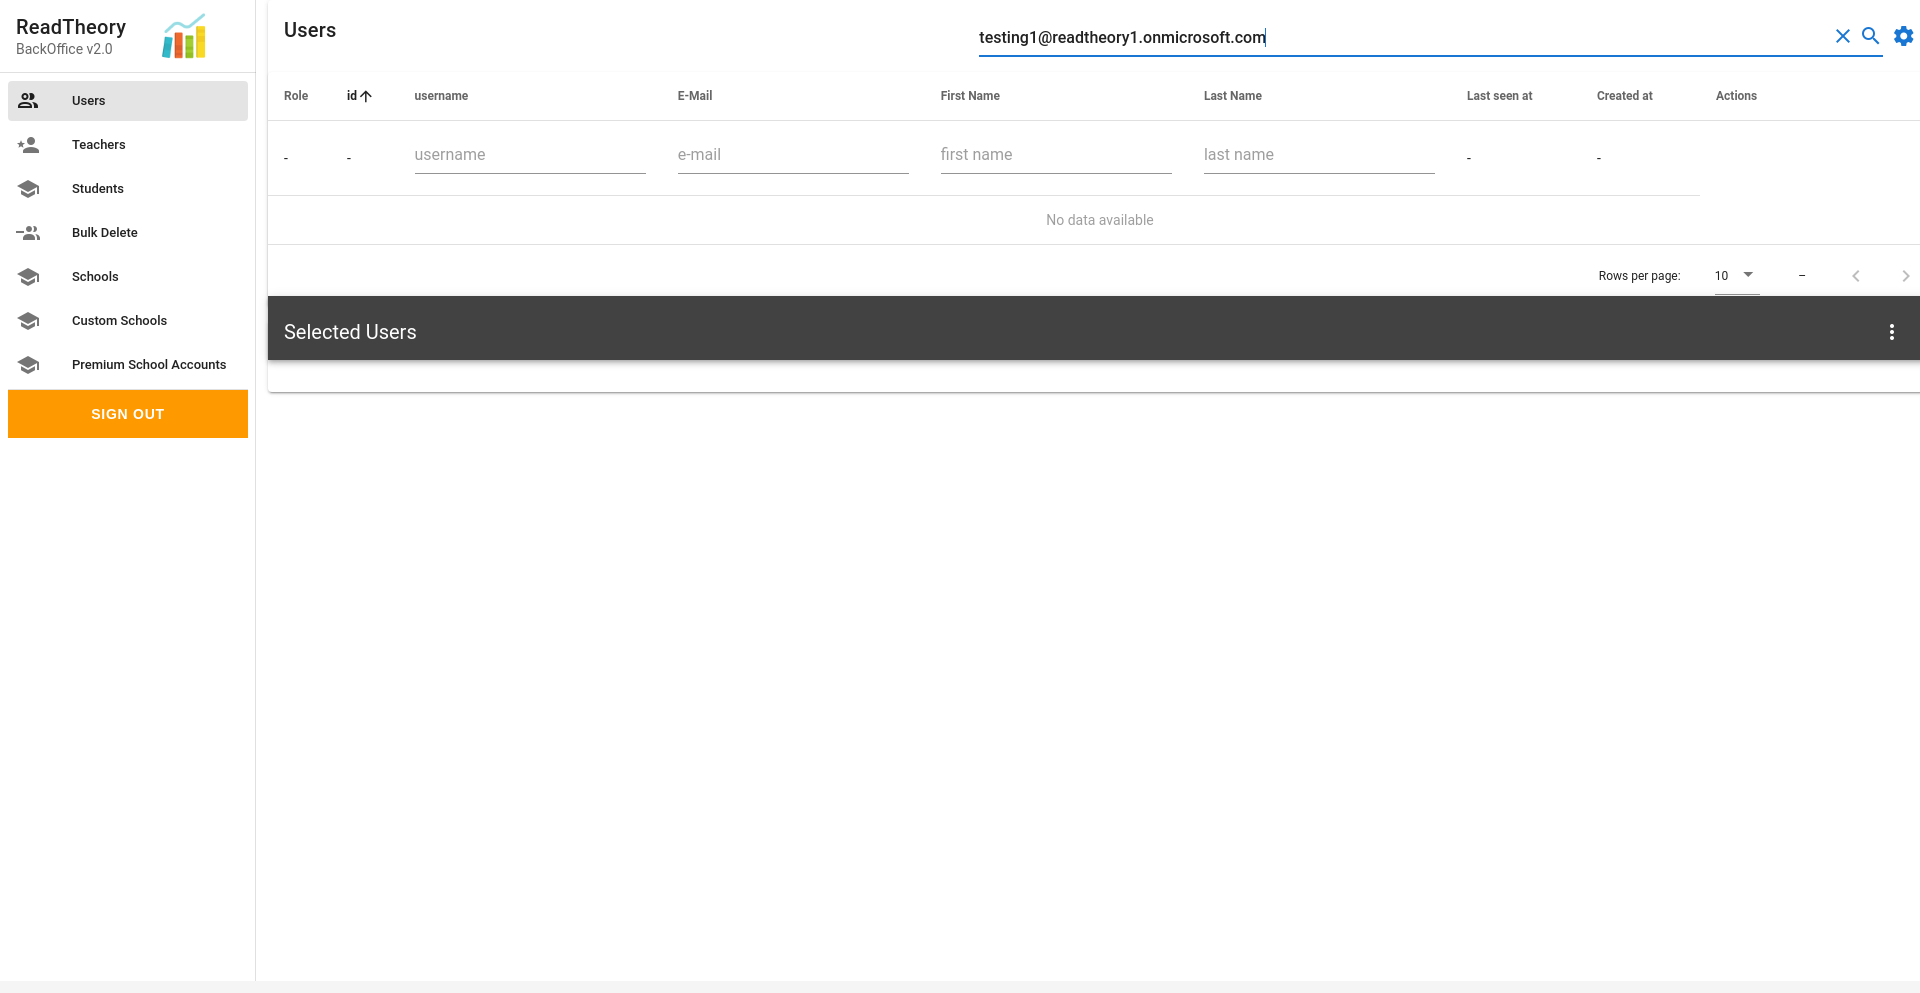 ReadTheory
BackOffice v2.0
Users
Teachers
Students
Bulk Delete
Schools
Custom Schools
Premium School Accounts
SIGN OUT
Users
testing1@readtheory1.onmicrosoft.com
Role id username E-Mail First Name Last Name Last seen at Created at Actions
- - username e-mail first name last name - -
No data available
Rows per page: 10 –
Selected Users